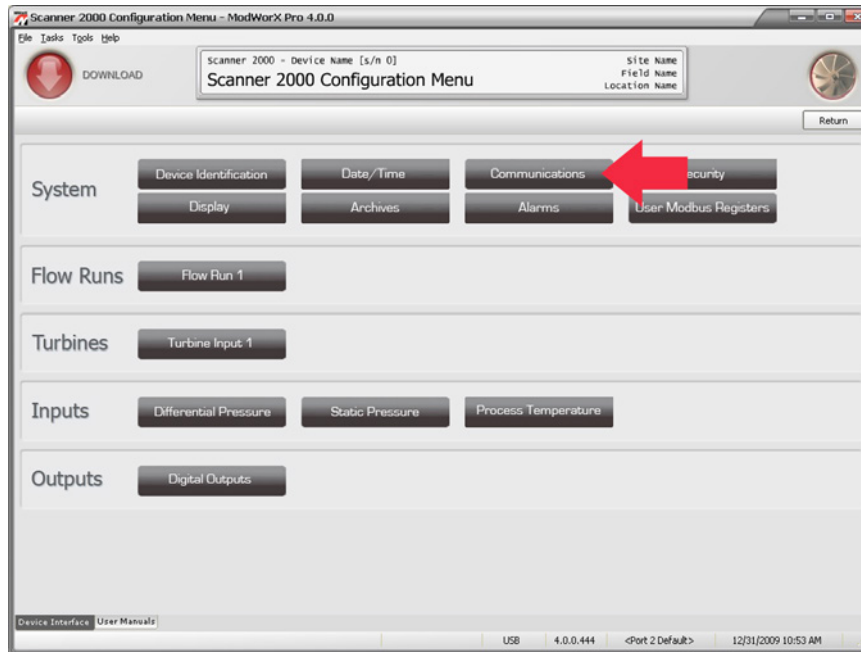 Scanner 2000 Configuration Menu - ModWorX Pro 4.0.0
File Tasks Tools Help
DOWNLOAD
Scanner 2000 - Device Name [s/n 0]
Scanner 2000 Configuration Menu
Site Name
Field Name
Location Name
Return
System
Device Identification Date/Time Communications ecurity
Display Archives Alarms User Modbus Registers
Flow Runs Flow Run 1
Turbines Turbine Input 1
Inputs Differential Pressure Static Pressure Process Temperature
Outputs Digital Outputs
Device Interface User Manuals
USB 4.0.0.444 <Port 2 Default> 12/31/2009 10:53 AM